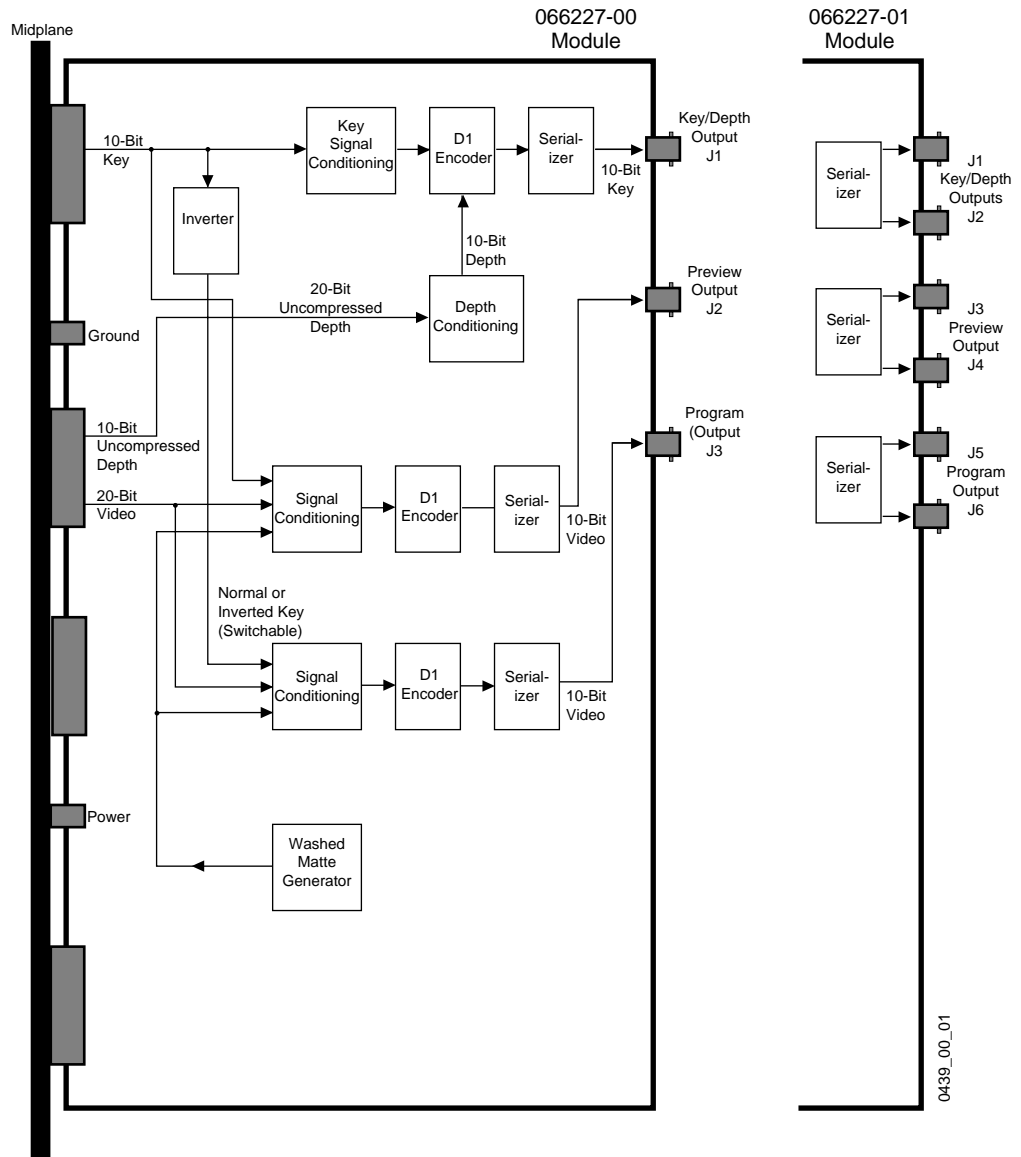 066227-00
Module
066227-01
Module
Midplane
10-Bit
Key
Key
Signal
Conditioning
D1
Encoder
Serial-
izer
10-Bit
Key
Key/Depth
Output
J1
Serial-
izer
J1
Key/Depth
Outputs
J2
Inverter
10-Bit
Depth
20-Bit
Uncompressed
Depth
Depth
Conditioning
Preview
Output
J2
Serial-
izer
J3
Preview
Output
J4
Ground
10-Bit
Uncompressed
Depth
20-Bit
Video
Signal
Conditioning
D1
Encoder
Serial-
izer
10-Bit
Video
Program
(Output
J3
Serial-
izer
J5
Program
Output
J6
Normal or
Inverted Key
(Switchable)
Signal
Conditioning
D1
Encoder
Serial-
izer
10-Bit
Video
Power
Washed
Matte
Generator
0439_00_01